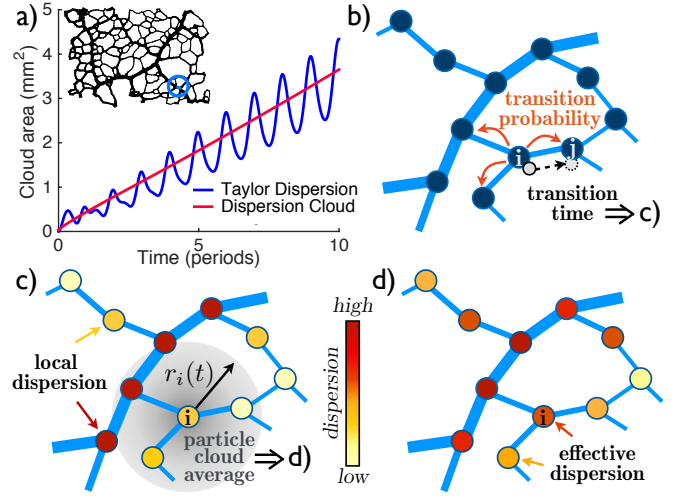 a)
Cloud area (mm²)
5
4
3
2
1
0
0
5
10
Time (periods)
Taylor Dispersion
Dispersion Cloud
b)
transition
probability
i
j
transition
time ⇒ c)
c)
local
dispersion
r_i(t)
i
particle
cloud
average ⇒ d)
high
dispersion
low
d)
i
effective
dispersion